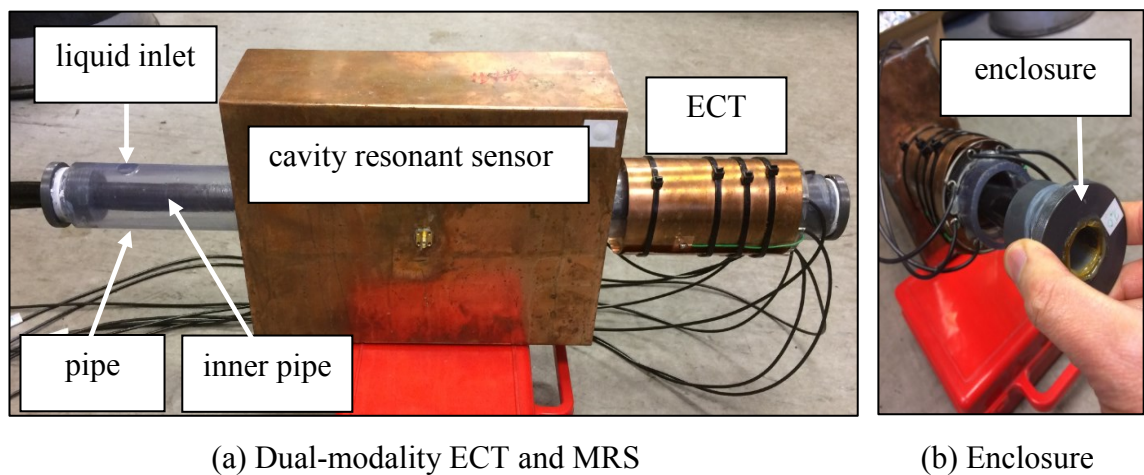 liquid inlet
cavity resonant sensor
ECT
pipe
inner pipe
enclosure
(a) Dual-modality ECT and MRS
(b) Enclosure